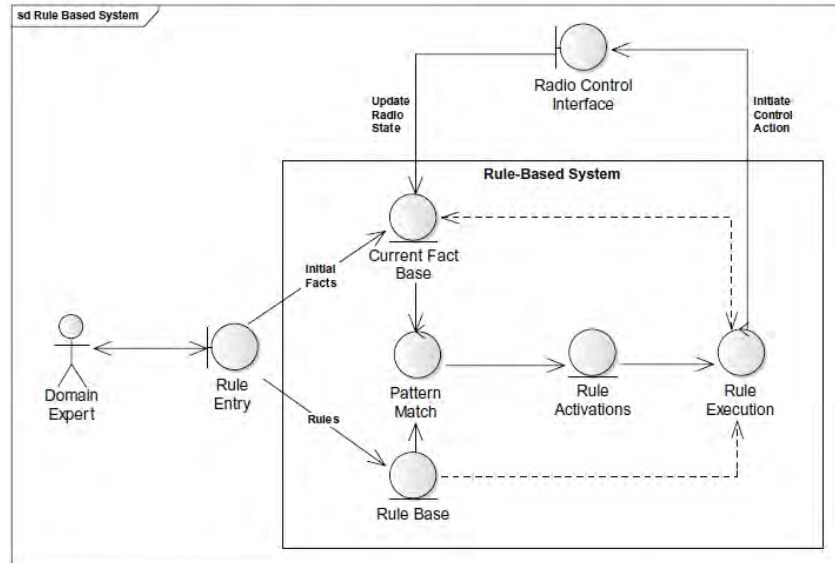 sd Rule Based System
Radio Control
Interface
Update
Radio
State
Initiate
Control
Action
Rule-Based System
Current Fact
Base
Initial
Facts
Domain
Expert
Rule
Entry
Pattern
Match
Rule
Activations
Rule
Execution
Rules
Rule Base